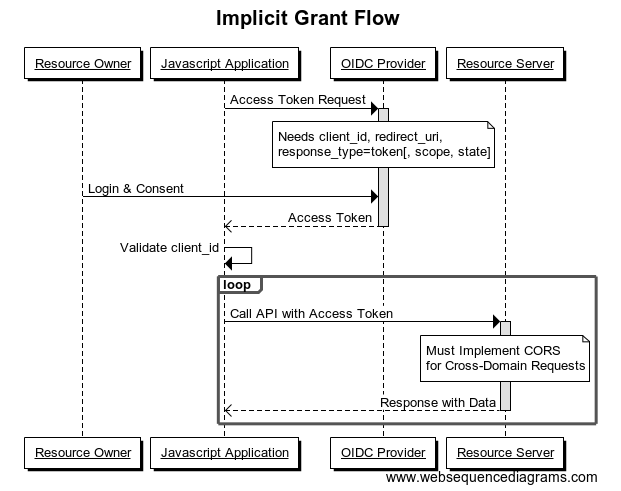 Implicit Grant Flow
Resource Owner
Javascript Application
OIDC Provider
Resource Server
Access Token Request
Needs client_id, redirect_uri,
response_type=token[, scope, state]
Login & Consent
Access Token
Validate client_id
loop
Call API with Access Token
Must Implement CORS
for Cross-Domain Requests
Response with Data
Resource Owner
Javascript Application
OIDC Provider
Resource Server
www.websequencediagrams.com